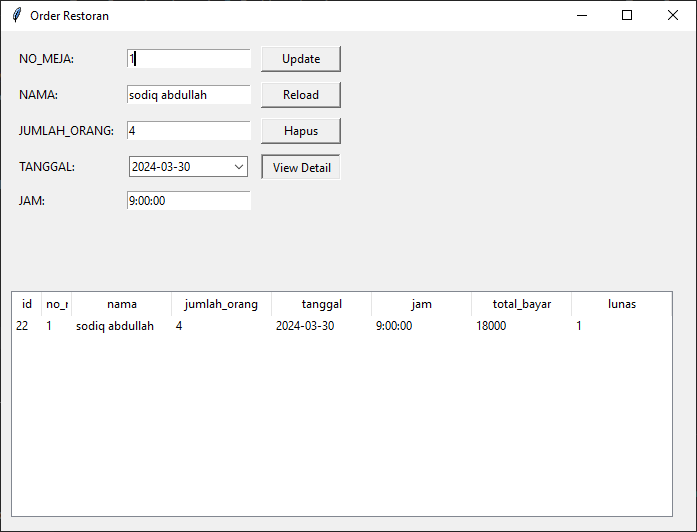 Order Restoran
NO_MEJA: 1 Update
NAMA: sodiq abdullah Reload
JUMLAH_ORANG: 4 Hapus
TANGGAL: 2024-03-30 View Detail
JAM: 9:00:00
id no_r nama jumlah_orang tanggal jam total_bayar lunas
22 1 sodiq abdullah 4 2024-03-30 9:00:00 18000 1